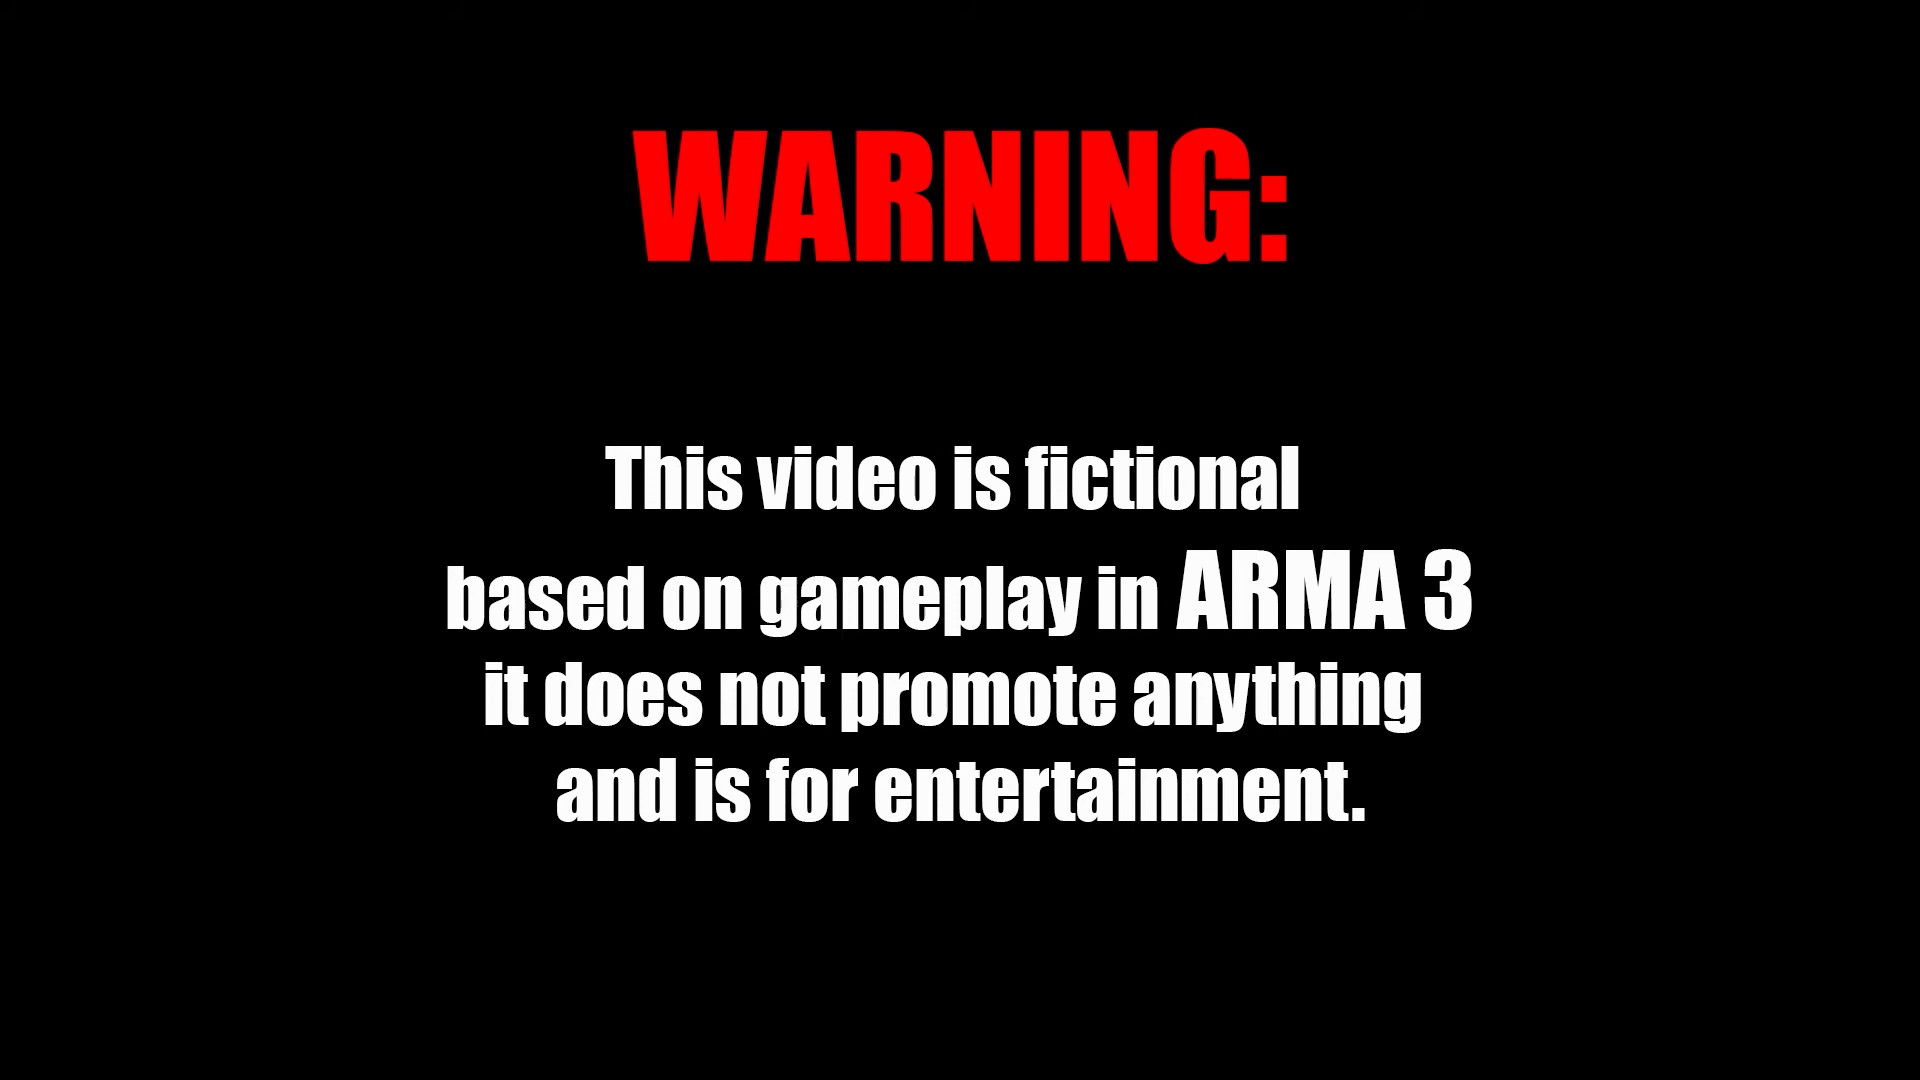 WARNING:
This video is fictional
based on gameplay in ARMA 3
it does not promote anything
and is for entertainment.